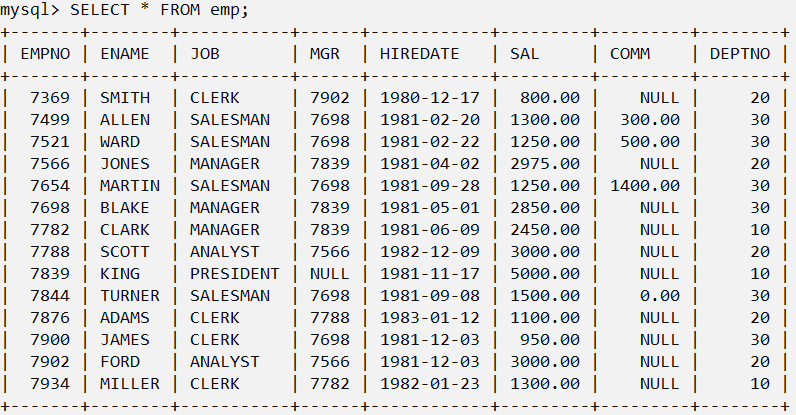 mysql> SELECT * FROM emp;
+-------+--------+-----------+------+------------+---------+---------+--------+
| EMPNO | ENAME  | JOB       | MGR  | HIREDATE   | SAL     | COMM    | DEPTNO |
+-------+--------+-----------+------+------------+---------+---------+--------+
|  7369 | SMITH  | CLERK     | 7902 | 1980-12-17 |  800.00 |    NULL |     20 |
|  7499 | ALLEN  | SALESMAN  | 7698 | 1981-02-20 | 1300.00 |  300.00 |     30 |
|  7521 | WARD   | SALESMAN  | 7698 | 1981-02-22 | 1250.00 |  500.00 |     30 |
|  7566 | JONES  | MANAGER   | 7839 | 1981-04-02 | 2975.00 |    NULL |     20 |
|  7654 | MARTIN | SALESMAN  | 7698 | 1981-09-28 | 1250.00 | 1400.00 |     30 |
|  7698 | BLAKE  | MANAGER   | 7839 | 1981-05-01 | 2850.00 |    NULL |     30 |
|  7782 | CLARK  | MANAGER   | 7839 | 1981-06-09 | 2450.00 |    NULL |     10 |
|  7788 | SCOTT  | ANALYST   | 7566 | 1982-12-09 | 3000.00 |    NULL |     20 |
|  7839 | KING   | PRESIDENT | NULL | 1981-11-17 | 5000.00 |    NULL |     10 |
|  7844 | TURNER | SALESMAN  | 7698 | 1981-09-08 | 1500.00 |    0.00 |     30 |
|  7876 | ADAMS  | CLERK     | 7788 | 1983-01-12 | 1100.00 |    NULL |     20 |
|  7900 | JAMES  | CLERK     | 7698 | 1981-12-03 |  950.00 |    NULL |     30 |
|  7902 | FORD   | ANALYST   | 7566 | 1981-12-03 | 3000.00 |    NULL |     20 |
|  7934 | MILLER | CLERK     | 7782 | 1982-01-23 | 1300.00 |    NULL |     10 |
+-------+--------+-----------+------+------------+---------+---------+--------+